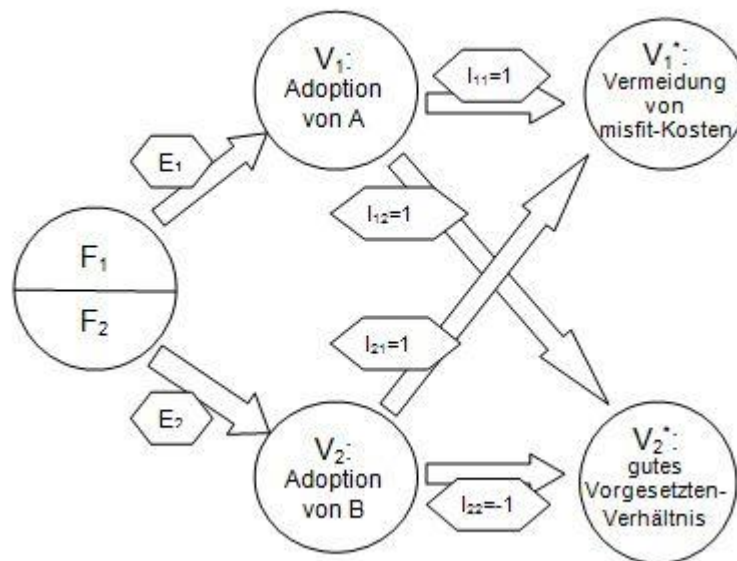 V₁:
Adoption
von A
I₁₁=1
V₁*:
Vermeidung
von
misfit-Kosten
E₁
I₁₂=1
F₁
F₂
I₂₁=1
E₂
V₂:
Adoption
von B
I₂₂=-1
V₂*:
gutes
Vorgesetzten-
Verhältnis